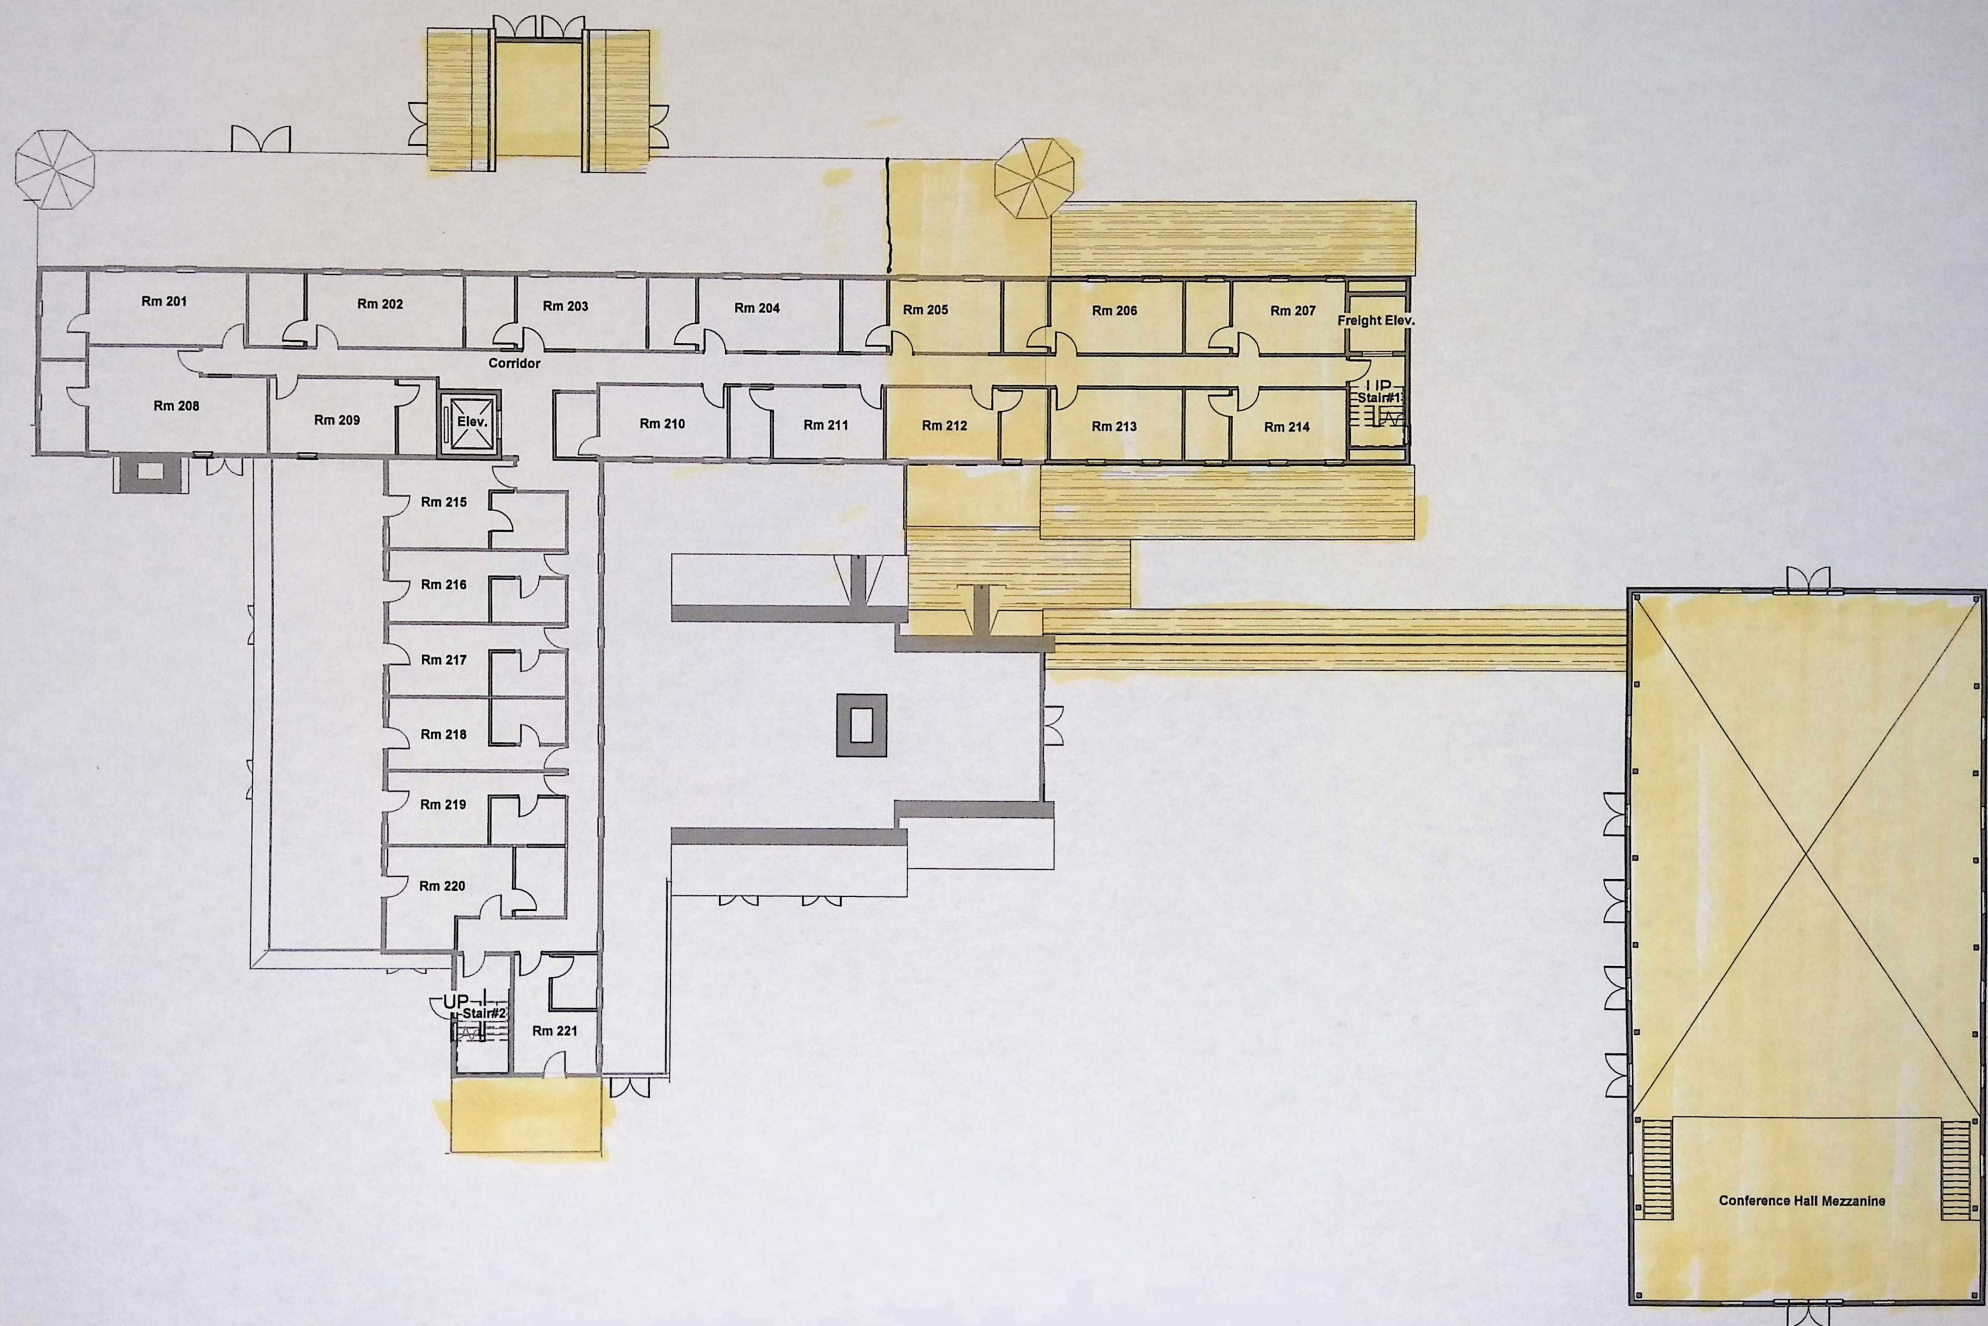 Rm 201
Rm 202
Rm 203
Rm 204
Rm 205
Rm 206
Rm 207
Freight Elev.
Corridor
UP
Stair#1
Rm 208
Rm 209
Elev.
Rm 210
Rm 211
Rm 212
Rm 213
Rm 214
Rm 215
Rm 216
Rm 217
Rm 218
Rm 219
Rm 220
UP
Stair#2
Rm 221
Conference Hall Mezzanine